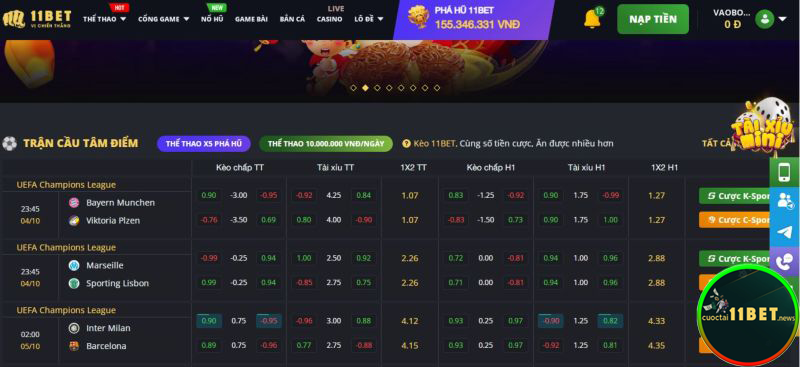 11BET
VỊ CHIẾN THẮNG
THỂ THAO HOT
CỔNG GAME
NỔ HŨ NEW
GAME BÀI
BẮN CÁ
LIVE CASINO
LÔ ĐỀ
PHÁ HŨ 11BET
155.346.331 VNĐ
12
NẠP TIỀN
VAOBO...
0 Đ
TÀI XỈU
mini
TRẬN CẦU TÂM ĐIỂM
THỂ THAO X5 PHÁ HŨ
THỂ THAO 10.000.000 VNĐ/NGÀY
? Kèo 11BET. Cùng số tiền cược, Ăn được nhiều hơn
TẤT
Kèo chấp TT Tài xỉu TT 1X2 TT Kèo chấp H1 Tài xỉu H1 1X2 H1
UEFA Champions League
23:45 04/10
Bayern Munchen 0.90 -3.00 -0.95 -0.92 4.25 0.84 1.07 0.83 -1.25 -0.92 0.90 1.75 -0.99 1.27 Cược K-Spor
Viktoria Plzen -0.76 -3.50 0.69 0.80 4.00 -0.90 1.07 -0.83 -1.50 0.73 0.90 1.75 1.00 1.27 Cược C-Spor
UEFA Champions League
23:45 04/10
Marseille -0.99 -0.25 0.94 1.00 2.50 0.92 2.26 0.72 0.00 -0.81 0.94 1.00 0.96 2.88 Cược K-Spo
Sporting Lisbon 0.99 -0.25 0.94 -0.85 2.75 0.75 2.26 0.71 0.00 -0.81 0.94 1.00 0.96 2.88
UEFA Champions League
02:00 05/10
Inter Milan 0.90 0.75 -0.95 -0.96 3.00 0.88 4.12 0.93 0.25 0.97 -0.90 1.25 0.82 4.33
Barcelona 0.89 0.75 -0.96 0.77 2.75 -0.88 4.15 0.93 0.25 0.97 -0.92 1.25 0.81 4.35
cuoctai11BET.news